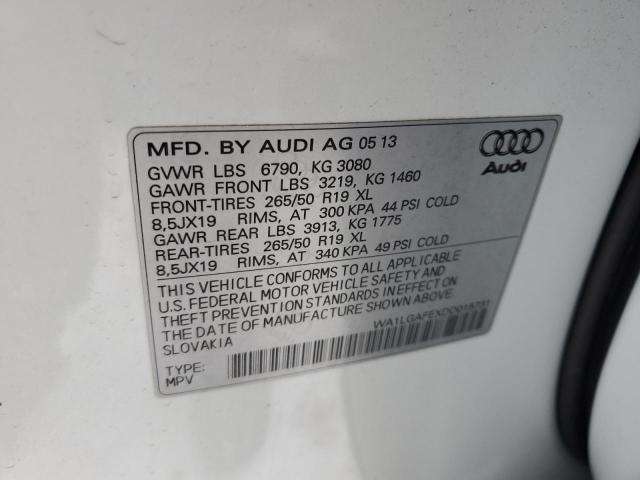 MFD. BY AUDI AG 05 13
GVWR LBS 6790, KG 3080
GAWR FRONT LBS 3219, KG 1460
FRONT-TIRES 265/50 R19 XL
8,5JX19 RIMS, AT 300 KPA 44 PSI COLD
GAWR REAR LBS 3913, KG 1775
REAR-TIRES 265/50 R19 XL
8,5JX19 RIMS, AT 340 KPA 49 PSI COLD
Audi
THIS VEHICLE CONFORMS TO ALL APPLICABLE
U.S. FEDERAL MOTOR VEHICLE SAFETY AND
THEFT PREVENTION STANDARDS IN EFFECT ON
THE DATE OF MANUFACTURE SHOWN ABOVE.
SLOVAKIA
TYPE:
MPV